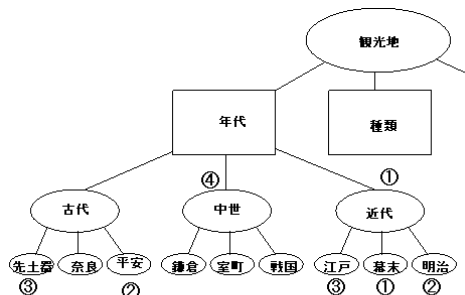 観光地
年代
種類
④
①
古代
中世
近代
先土器 奈良 平安 鎌倉 室町 戦国 江戸 幕末 明治
③ ② ③ ① ②